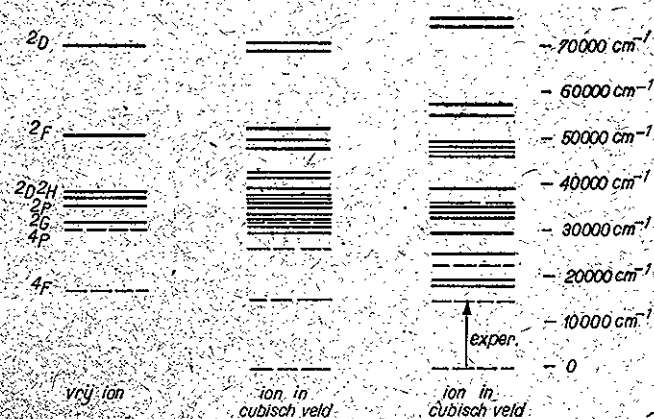 ²D
²F
²D²H
²P
²G
⁴P
⁴F
70000 cm⁻¹
60000 cm⁻¹
50000 cm⁻¹
40000 cm⁻¹
30000 cm⁻¹
20000 cm⁻¹
10000 cm⁻¹
exper.
0
vrij ion
ion in
cubisch veld
ion in
cubisch veld